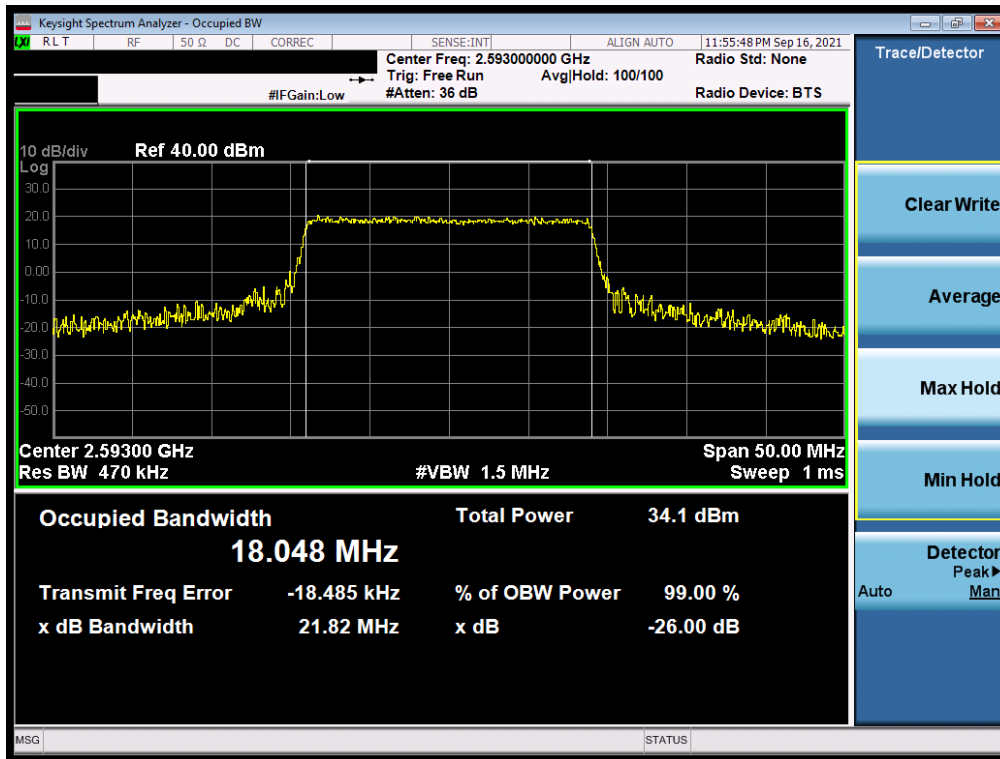 Keysight Spectrum Analyzer - Occupied BW
LXI RLT RF 50 Ω DC CORREC SENSE:INT ALIGN AUTO 11:55:48 PM Sep 16, 2021
Center Freq: 2.593000000 GHz Radio Std: None
Trig: Free Run Avg|Hold: 100/100
#IFGain:Low #Atten: 36 dB Radio Device: BTS
10 dB/div Ref 40.00 dBm
Log
30.0
20.0
10.0
0.00
-10.0
-20.0
-30.0
-40.0
-50.0
Center 2.59300 GHz Span 50.00 MHz
Res BW 470 kHz #VBW 1.5 MHz Sweep 1 ms
Occupied Bandwidth Total Power 34.1 dBm
18.048 MHz
Transmit Freq Error -18.485 kHz % of OBW Power 99.00 %
x dB Bandwidth 21.82 MHz x dB -26.00 dB
MSG STATUS
Trace/Detector
Clear Write
Average
Max Hold
Min Hold
Detector
Peak▶
Auto Man